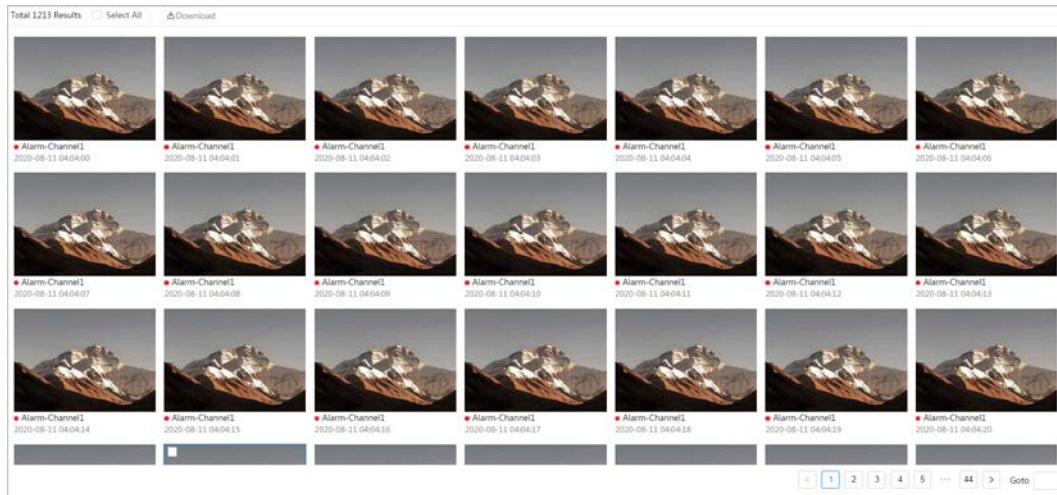 Total 1213 Results Select All Download
Alarm-Channel1 Alarm-Channel1 Alarm-Channel1 Alarm-Channel1 Alarm-Channel1 Alarm-Channel1 Alarm-Channel1
2020-08-11 04:04:00 2020-08-11 04:04:01 2020-08-11 04:04:02 2020-08-11 04:04:03 2020-08-11 04:04:04 2020-08-11 04:04:05 2020-08-11 04:04:06
Alarm-Channel1 Alarm-Channel1 Alarm-Channel1 Alarm-Channel1 Alarm-Channel1 Alarm-Channel1 Alarm-Channel1
2020-08-11 04:04:07 2020-08-11 04:04:08 2020-08-11 04:04:09 2020-08-11 04:04:10 2020-08-11 04:04:11 2020-08-11 04:04:12 2020-08-11 04:04:13
Alarm-Channel1 Alarm-Channel1 Alarm-Channel1 Alarm-Channel1 Alarm-Channel1 Alarm-Channel1 Alarm-Channel1
2020-08-11 04:04:14 2020-08-11 04:04:15 2020-08-11 04:04:16 2020-08-11 04:04:17 2020-08-11 04:04:18 2020-08-11 04:04:19 2020-08-11 04:04:20
< 1 2 3 4 5 ··· 44 > Goto